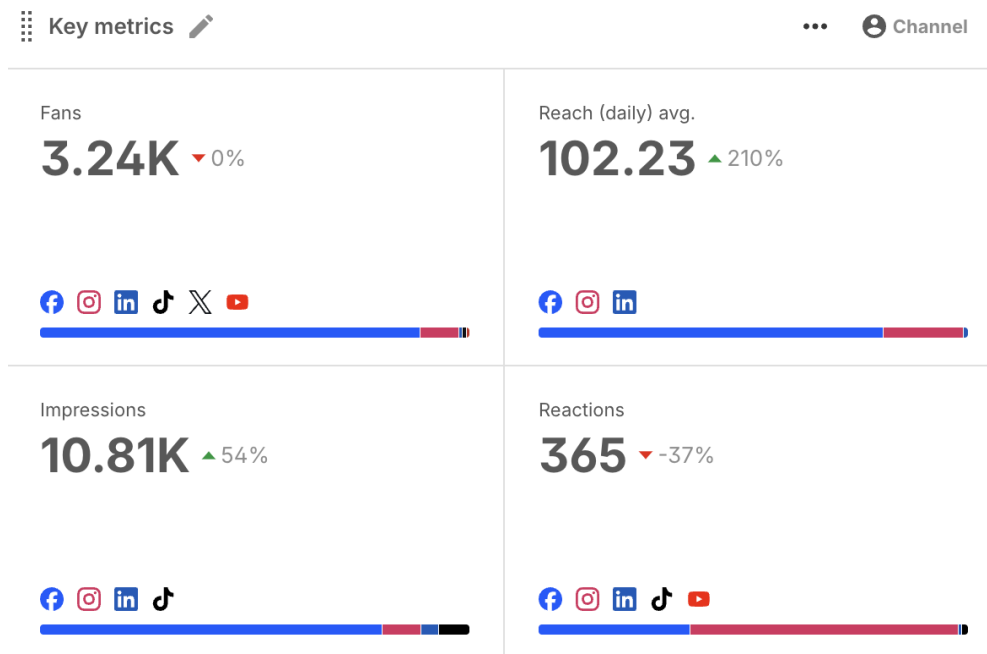 Key metrics
Channel
Fans
3.24K 0%
Reach (daily) avg.
102.23 210%
Impressions
10.81K 54%
Reactions
365 -37%